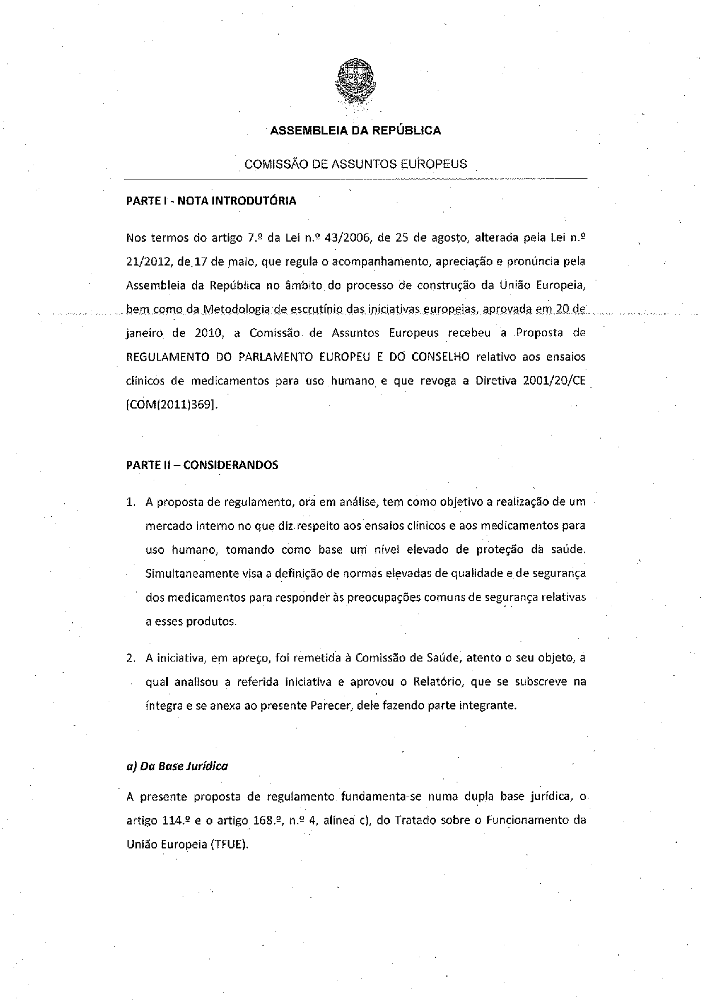 ASSEMBLEIA DA REPÚBLICA
COMISSÃO DE ASSUNTOS EUROPEUS
PARTE I - NOTA INTRODUTÓRIA
Nos termos do artigo 7.º da Lei n.º 43/2006, de 25 de agosto, alterada pela Lei n.º
21/2012, de 17 de maio, que regula o acompanhamento, apreciação e pronúncia pela
Assembleia da República no âmbito do processo de construção da União Europeia,
bem como da Metodologia de escrutínio das iniciativas europeias, aprovada em 20 de
janeiro de 2010, a Comissão de Assuntos Europeus recebeu a Proposta de
REGULAMENTO DO PARLAMENTO EUROPEU E DO CONSELHO relativo aos ensaios
clínicos de medicamentos para uso humano e que revoga a Diretiva 2001/20/CE
[COM(2011)369].
PARTE II – CONSIDERANDOS
1. A proposta de regulamento, ora em análise, tem como objetivo a realização de um
mercado interno no que diz respeito aos ensaios clínicos e aos medicamentos para
uso humano, tomando como base um nível elevado de proteção da saúde.
Simultaneamente visa a definição de normas elevadas de qualidade e de segurança
dos medicamentos para responder às preocupações comuns de segurança relativas
a esses produtos.
2. A iniciativa, em apreço, foi remetida à Comissão de Saúde, atento o seu objeto, a
qual analisou a referida iniciativa e aprovou o Relatório, que se subscreve na
íntegra e se anexa ao presente Parecer, dele fazendo parte integrante.
a) Da Base Jurídica
A presente proposta de regulamento fundamenta-se numa dupla base jurídica, o
artigo 114.º e o artigo 168.º, n.º 4, alínea c), do Tratado sobre o Funcionamento da
União Europeia (TFUE).